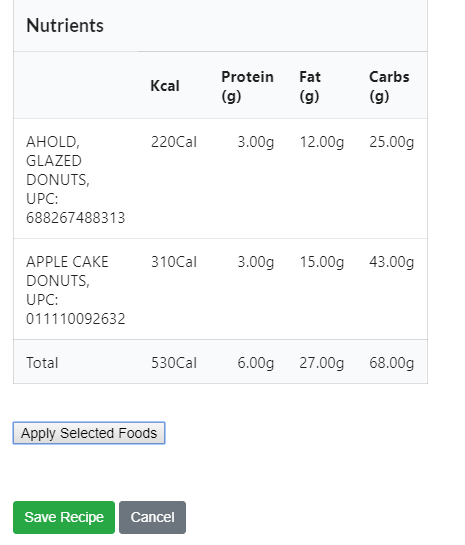 Nutrients
Kcal Protein (g) Fat (g) Carbs (g)
AHOLD, 220Cal 3.00g 12.00g 25.00g
GLAZED
DONUTS,
UPC:
688267488313
APPLE CAKE 310Cal 3.00g 15.00g 43.00g
DONUTS,
UPC:
011110092632
Total 530Cal 6.00g 27.00g 68.00g
Apply Selected Foods
Save Recipe Cancel